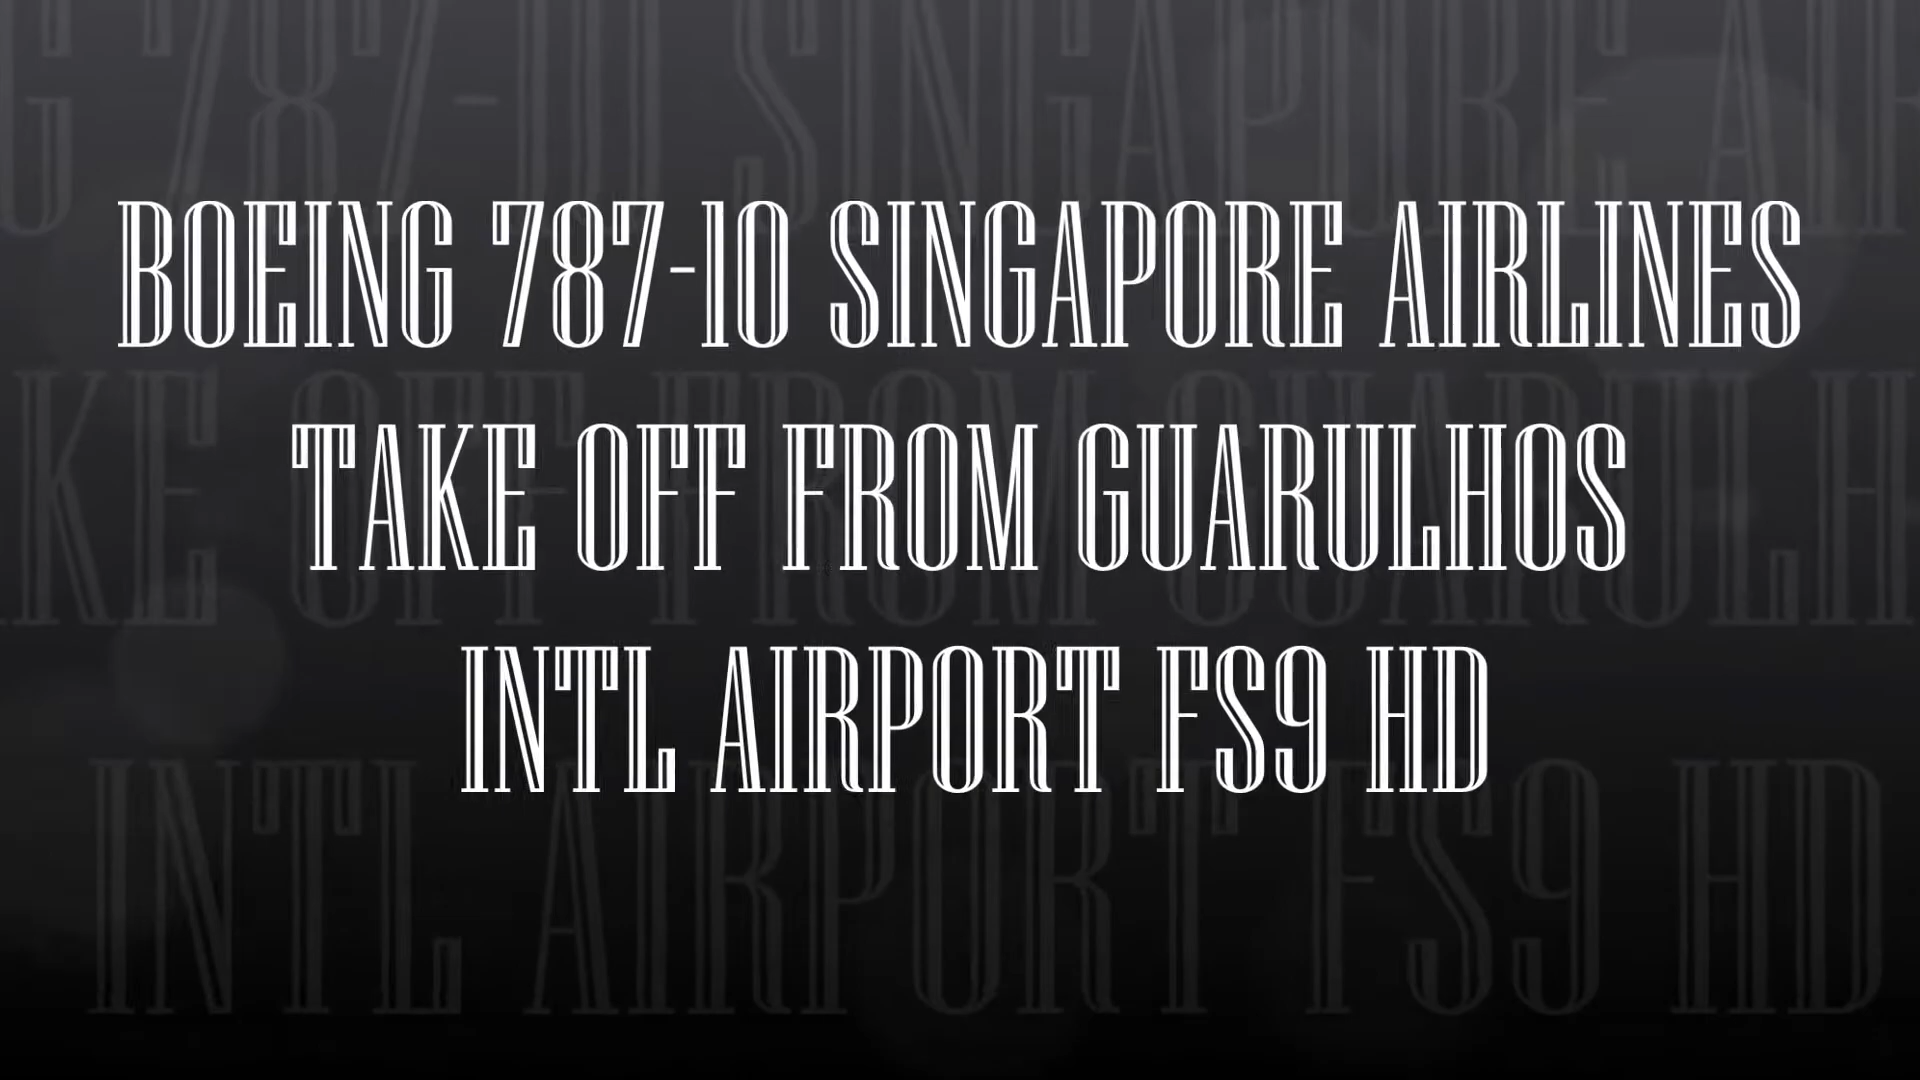 BOEING 787-10 SINGAPORE AIRLINES
TAKE OFF FROM GUARULHOS
INTL AIRPORT FS9 HD